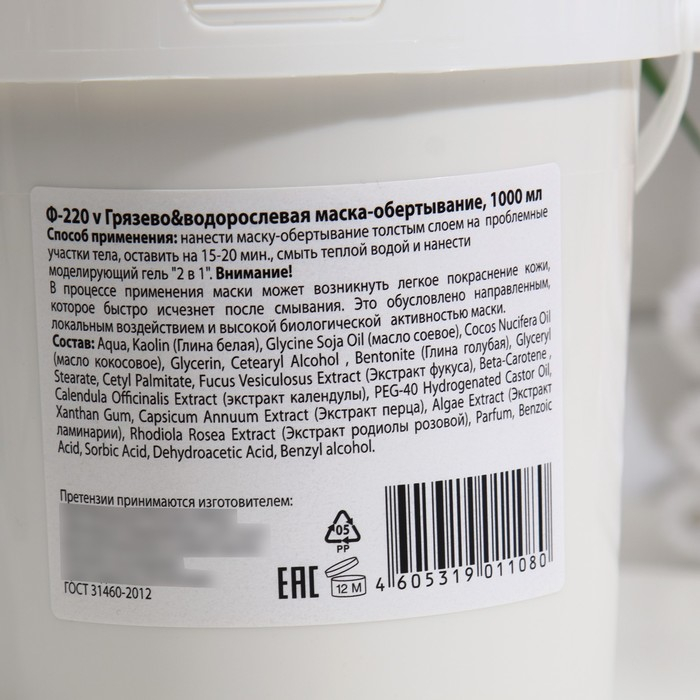 Ф-220 v Грязево&водорослевая маска-обертывание, 1000 мл
Способ применения: нанести маску-обертывание толстым слоем на проблемные
участки тела, оставить на 15-20 мин., смыть теплой водой и нанести
моделирующий гель "2 в 1". Внимание!
В процессе применения маски может возникнуть легкое покраснение кожи,
которое быстро исчезнет после смывания. Это обусловлено направленным,
локальным воздействием и высокой биологической активностью маски.
Состав: Aqua, Kaolin (Глина белая), Glycine Soja Oil (масло соевое), Cocos Nucifera Oil
(масло кокосовое), Glycerin, Cetearyl Alcohol , Bentonite (Глина голубая), Glyceryl
Stearate, Cetyl Palmitate, Fucus Vesiculosus Extract (Экстракт фукуса), Beta-Carotene ,
Calendula Officinalis Extract (экстракт календулы), PEG-40 Hydrogenated Castor Oil,
Xanthan Gum, Capsicum Annuum Extract (Экстракт перца), Algae Extract (Экстракт
ламинарии), Rhodiola Rosea Extract (Экстракт родиолы розовой), Parfum, Benzoic
Acid, Sorbic Acid, Dehydroacetic Acid, Benzyl alcohol.
Претензии принимаются изготовителем:
ГОСТ 31460-2012
05
PP
EAC
12 М
4 605319 011080